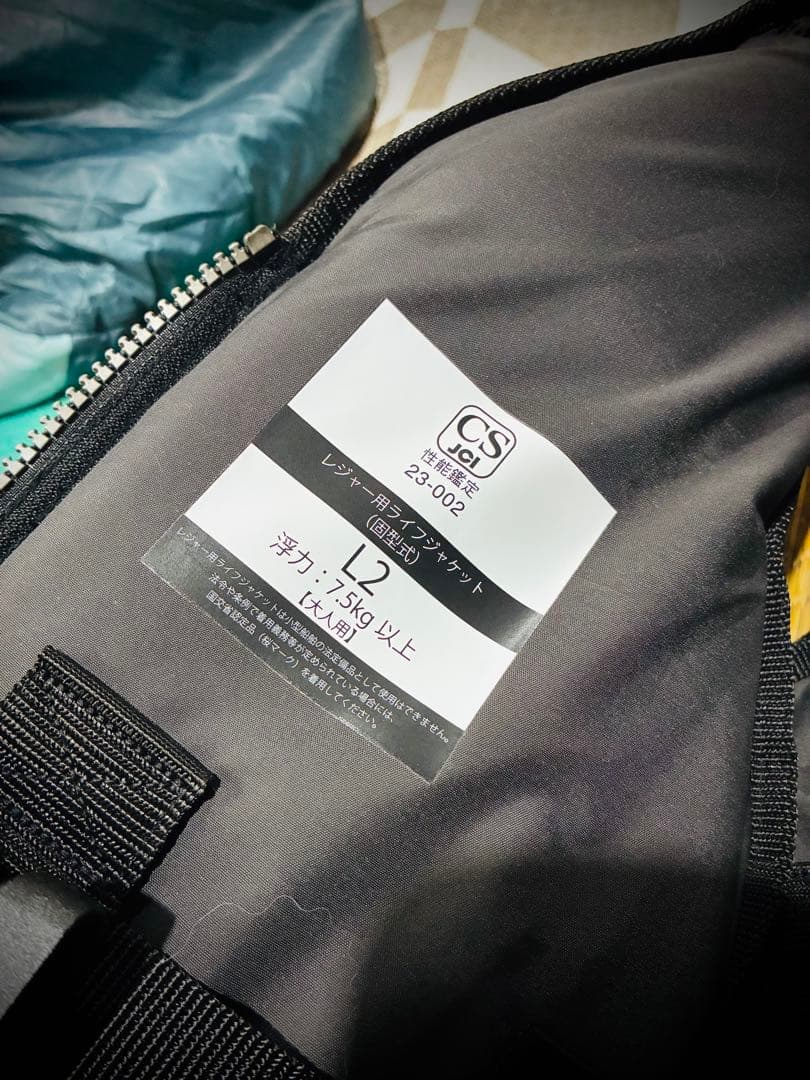 CS
JCI
性能鑑定
23-002
レジャー用ライフジャケット
(固型式)
L2
浮力：7.5kg 以上
【大人用】
レジャー用ライフジャケットは小型船舶の法定備品として使用はできません。
法令や条例で着用義務等が定められている場合には、
国交省認定品（桜マーク）を着用してください。